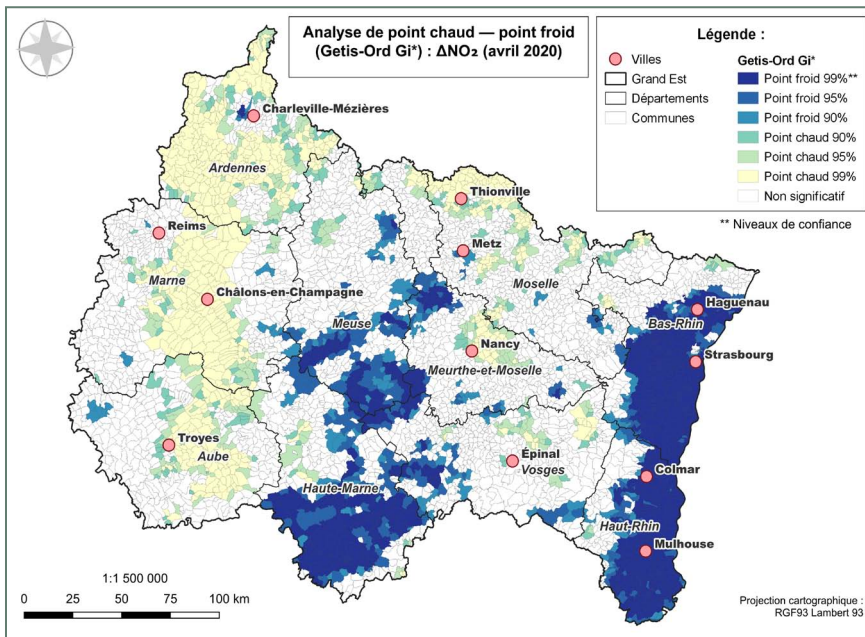 Analyse de point chaud — point froid
(Getis-Ord Gi*) : ΔNO₂ (avril 2020)
Légende :
Villes
Grand Est
Départements
Communes
Getis-Ord Gi*
Point froid 99%**
Point froid 95%
Point froid 90%
Point chaud 90%
Point chaud 95%
Point chaud 99%
Non significatif
** Niveaux de confiance
Charleville-Mézières
Ardennes
Thionville
Reims
Metz
Marne
Moselle
Châlons-en-Champagne
Haguenau
Meuse
Bas-Rhin
Nancy
Strasbourg
Meurthe-et-Moselle
Troyes
Aube
Épinal
Vosges
Colmar
Haute-Marne
Haut-Rhin
Mulhouse
1:1 500 000
0 25 50 75 100 km
Projection cartographique :
RGF93 Lambert 93